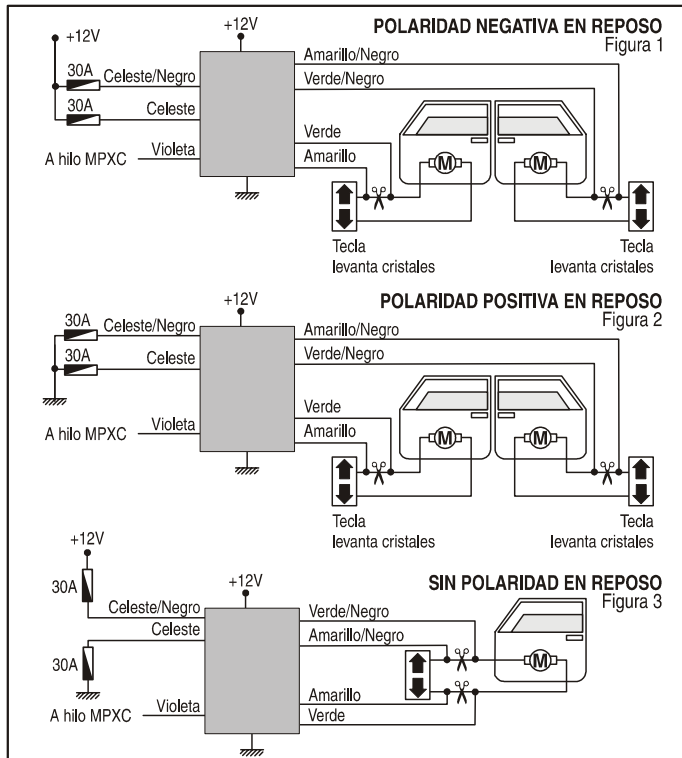 POLARIDAD NEGATIVA EN REPOSO
Figura 1
+12V
+12V
30A
Celeste/Negro
30A
Celeste
A hilo MPXC
Violeta
Amarillo/Negro
Verde/Negro
Verde
Amarillo
M
M
Tecla
levanta cristales
Tecla
levanta cristales
POLARIDAD POSITIVA EN REPOSO
Figura 2
+12V
30A
Celeste/Negro
30A
Celeste
A hilo MPXC
Violeta
Amarillo/Negro
Verde/Negro
Verde
Amarillo
M
M
Tecla
levanta cristales
Tecla
levanta cristales
SIN POLARIDAD EN REPOSO
Figura 3
+12V
+12V
30A
Celeste/Negro
Celeste
30A
A hilo MPXC
Violeta
Verde/Negro
Amarillo/Negro
Amarillo
Verde
M